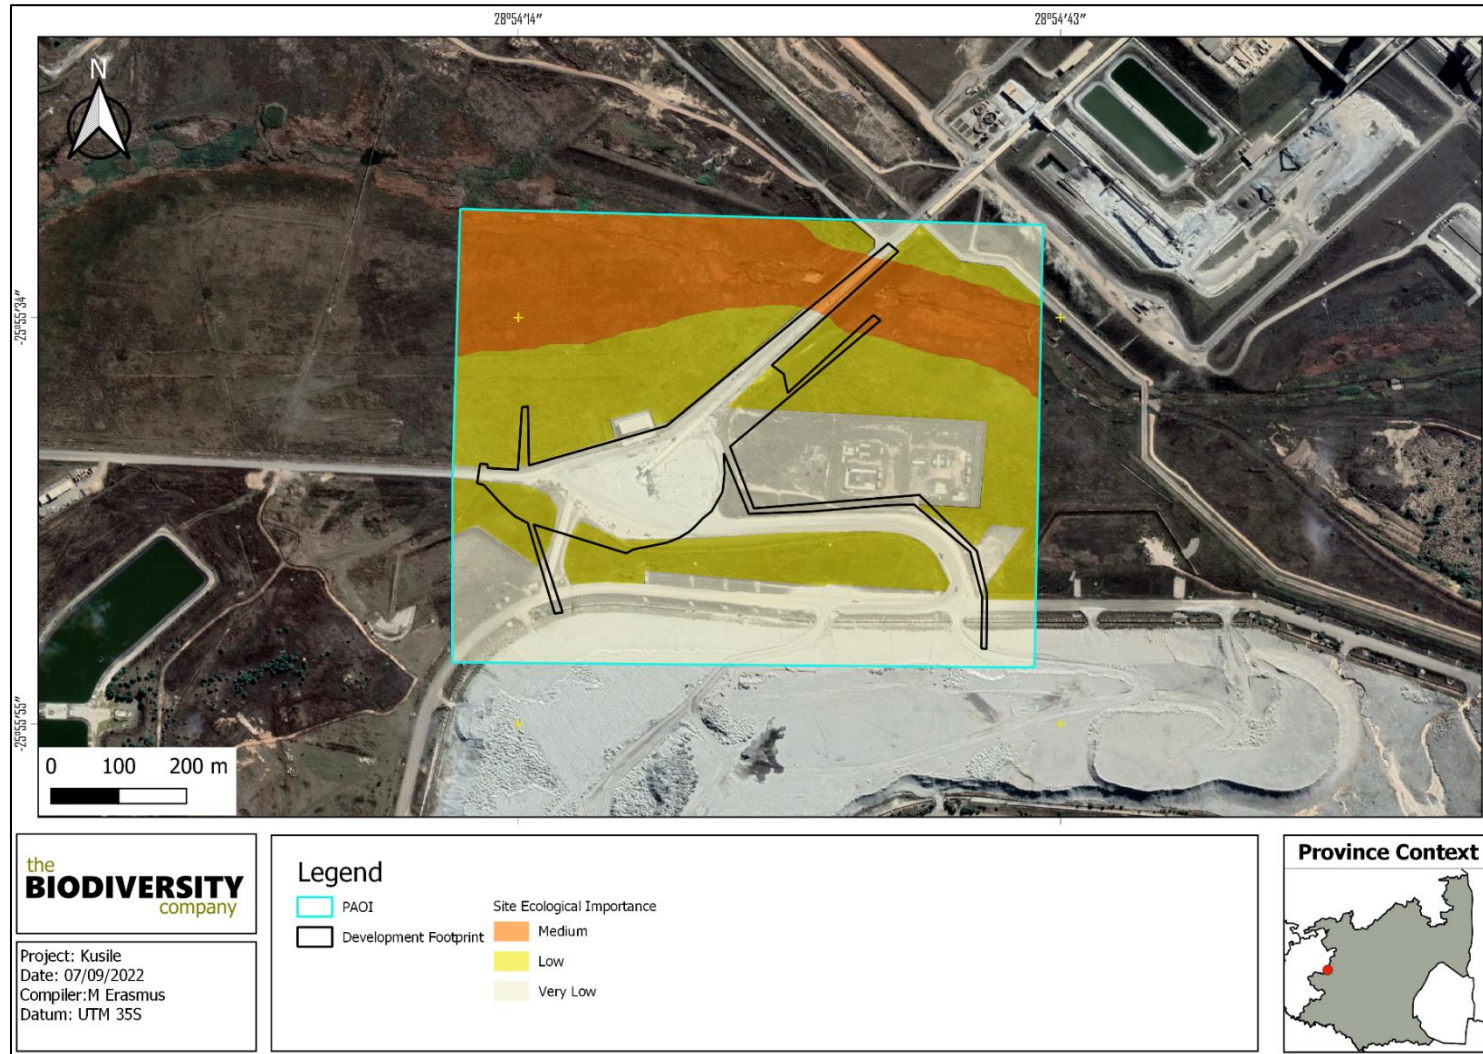 28°54'14"
28°54'43"
N
-25°55'34"
-25°55'55"
0 100 200 m
the
BIODIVERSITY
company
Project: Kusile
Date: 07/09/2022
Compiler:M Erasmus
Datum: UTM 35S
Legend
PAOI
Development Footprint
Site Ecological Importance
Medium
Low
Very Low
Province Context